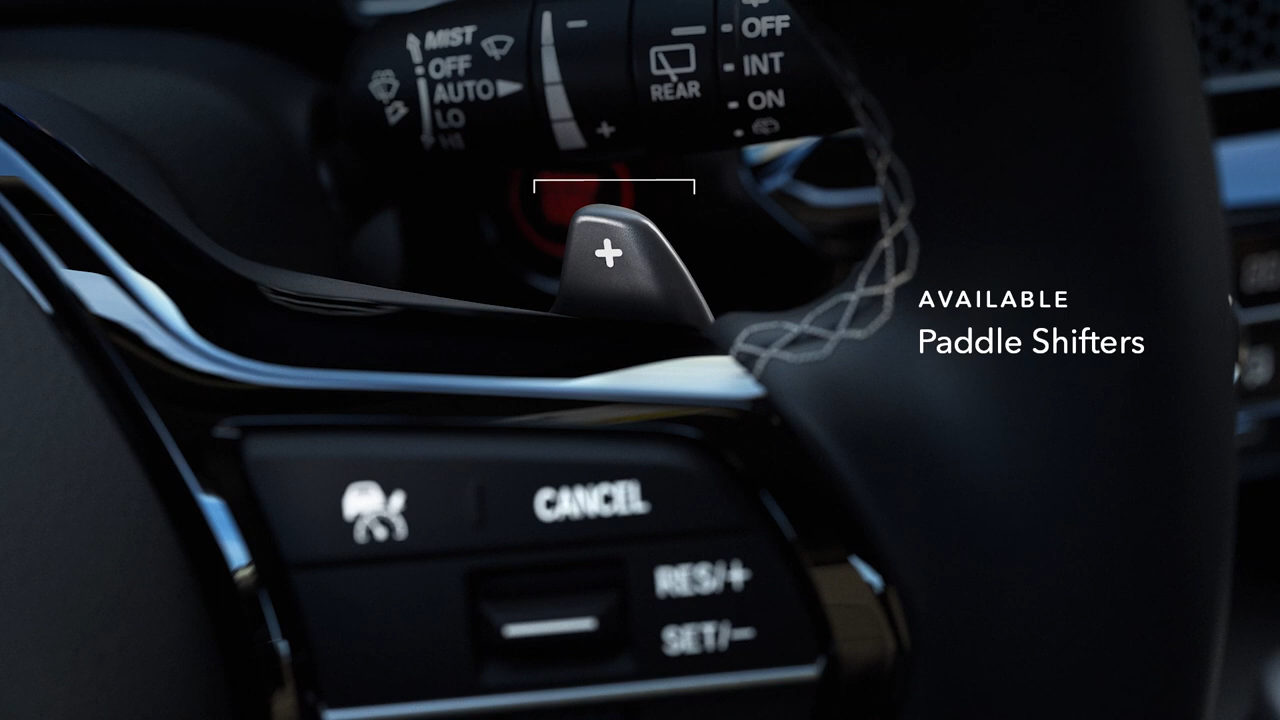 MIST
OFF
AUTO
LO
HI
−
+
REAR
OFF
INT
ON
+
AVAILABLE
Paddle Shifters
CANCEL
RES/+
SET/−